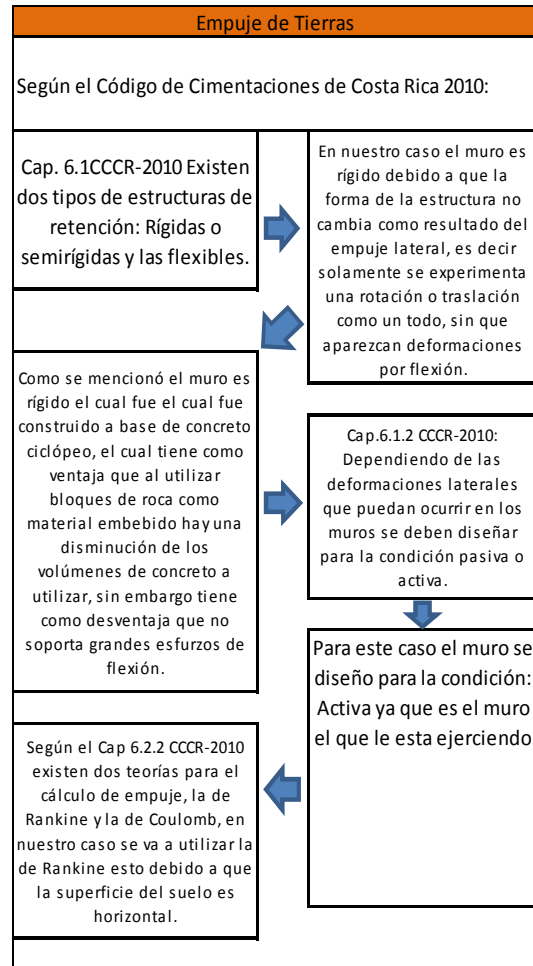 Empuje de Tierras
Según el Código de Cimentaciones de Costa Rica 2010:
Cap. 6.1CCCR-2010 Existen
dos tipos de estructuras de
retención: Rígidas o
semirígidas y las flexibles.
En nuestro caso el muro es
rígido debido a que la
forma de la estructura no
cambia como resultado del
empuje lateral, es decir
solamente se experimenta
una rotación o traslación
como un todo, sin que
aparezcan deformaciones
por flexión.
Como se mencionó el muro es
rígido el cual fue el cual fue
construido a base de concreto
ciclópeo, el cual tiene como
ventaja que al utilizar
bloques de roca como
material embebido hay una
disminución de los
volúmenes de concreto a
utilizar, sin embargo tiene
como desventaja que no
soporta grandes esfurzos de
flexión.
Cap.6.1.2 CCCR-2010:
Dependiendo de las
deformaciones laterales
que puedan ocurrir en los
muros se deben diseñar
para la condición pasiva o
activa.
Para este caso el muro se
diseño para la condición:
Activa ya que es el muro
el que le esta ejerciendo
Según el Cap 6.2.2 CCCR-2010
existen dos teorías para el
cálculo de empuje, la de
Rankine y la de Coulomb, en
nuestro caso se va a utilizar la
de Rankine esto debido a que
la superficie del suelo es
horizontal.